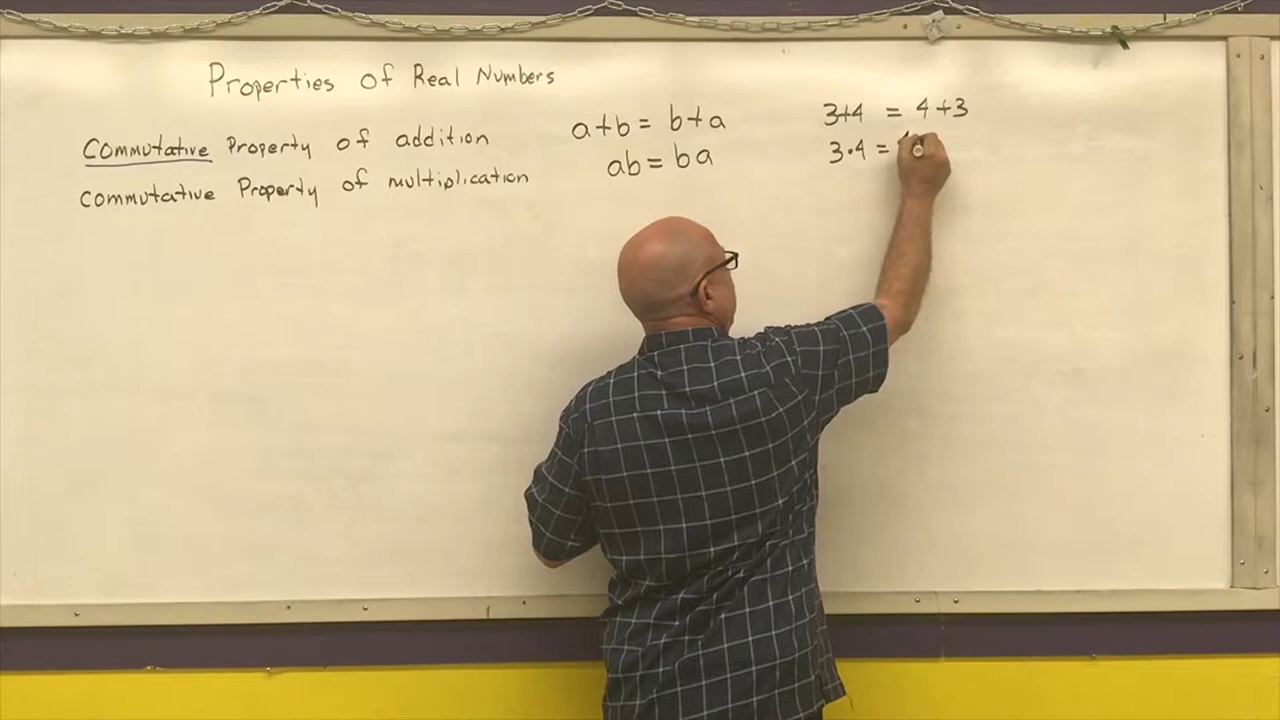 Properties of Real Numbers
Commutative Property of addition a+b = b+a 3+4 = 4+3
Commutative Property of multiplication ab = ba 3·4 =